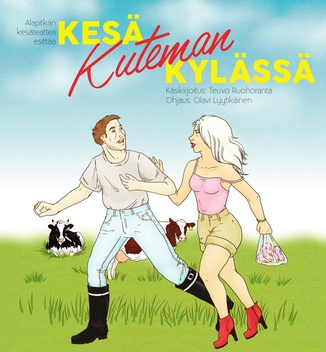 Alapitkän
kesäteatteri
esittää
KESÄ
Kuteman
KYLÄSSÄ
Käsikirjoitus: Teuvo Ruohoranta
Ohjaus: Olavi Lyytikäinen